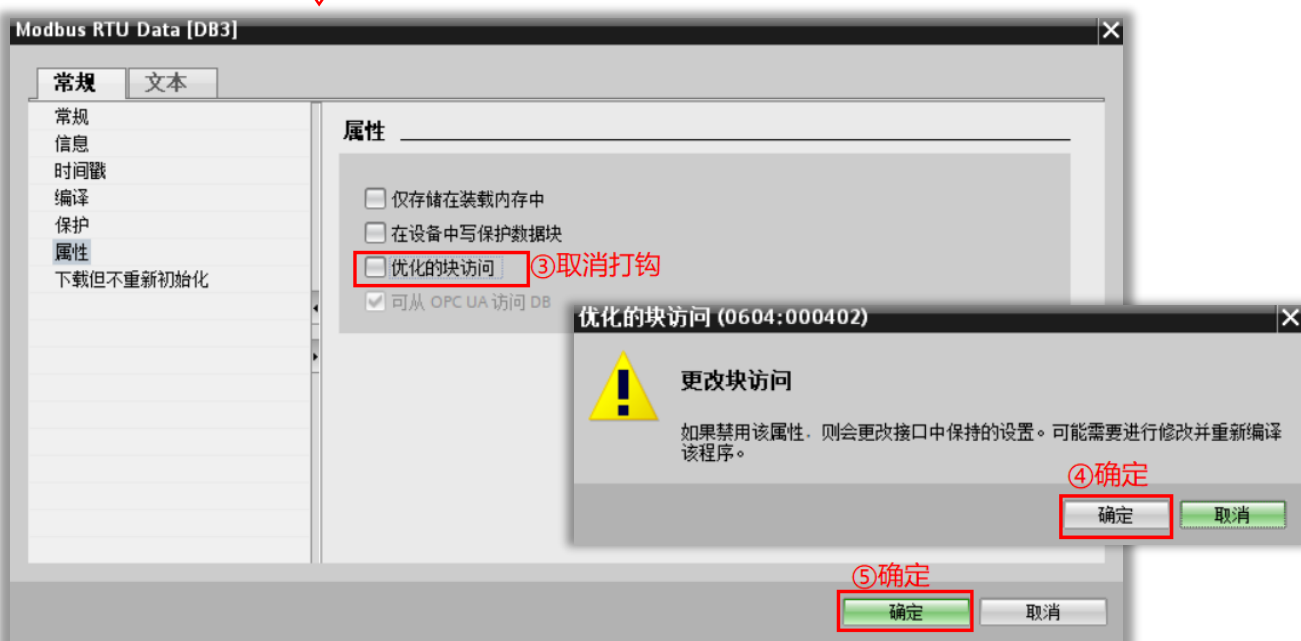 Modbus RTU Data [DB3]
常规
文本
常规
信息
时间戳
编译
保护
属性
下载但不重新初始化
属性
仅存储在装载内存中
在设备中写保护数据块
优化的块访问
③取消打钩
可从 OPC UA 访问 DB
优化的块访问 (0604:000402)
更改块访问
如果禁用该属性，则会更改接口中保持的设置。可能需要进行修改并重新编译
该程序。
④确定
确定
取消
⑤确定
确定
取消